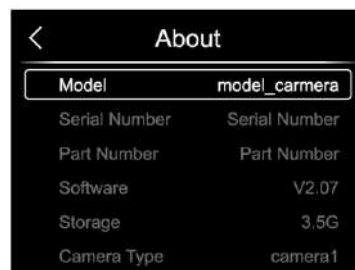 About
Model model_carmera
Serial Number Serial Number
Part Number Part Number
Software V2.07
Storage 3.5G
Camera Type camera1